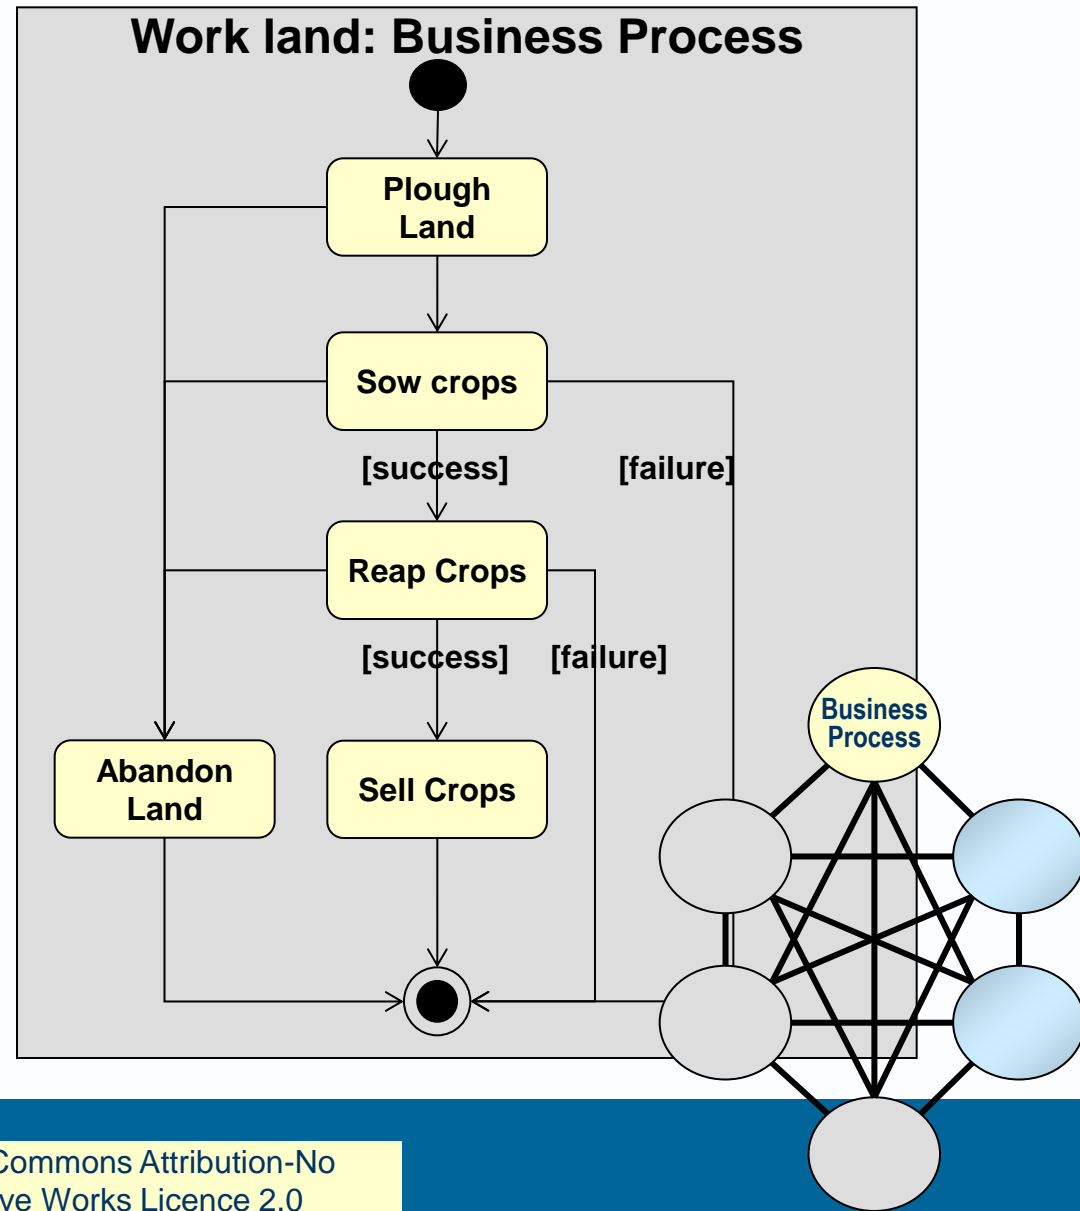 Work land: Business Process
Plough
Land
Sow crops
[success]
[failure]
Reap Crops
[success]
[failure]
Business
Process
Abandon
Land
Sell Crops
Commons Attribution-No
Works Licence 2.0